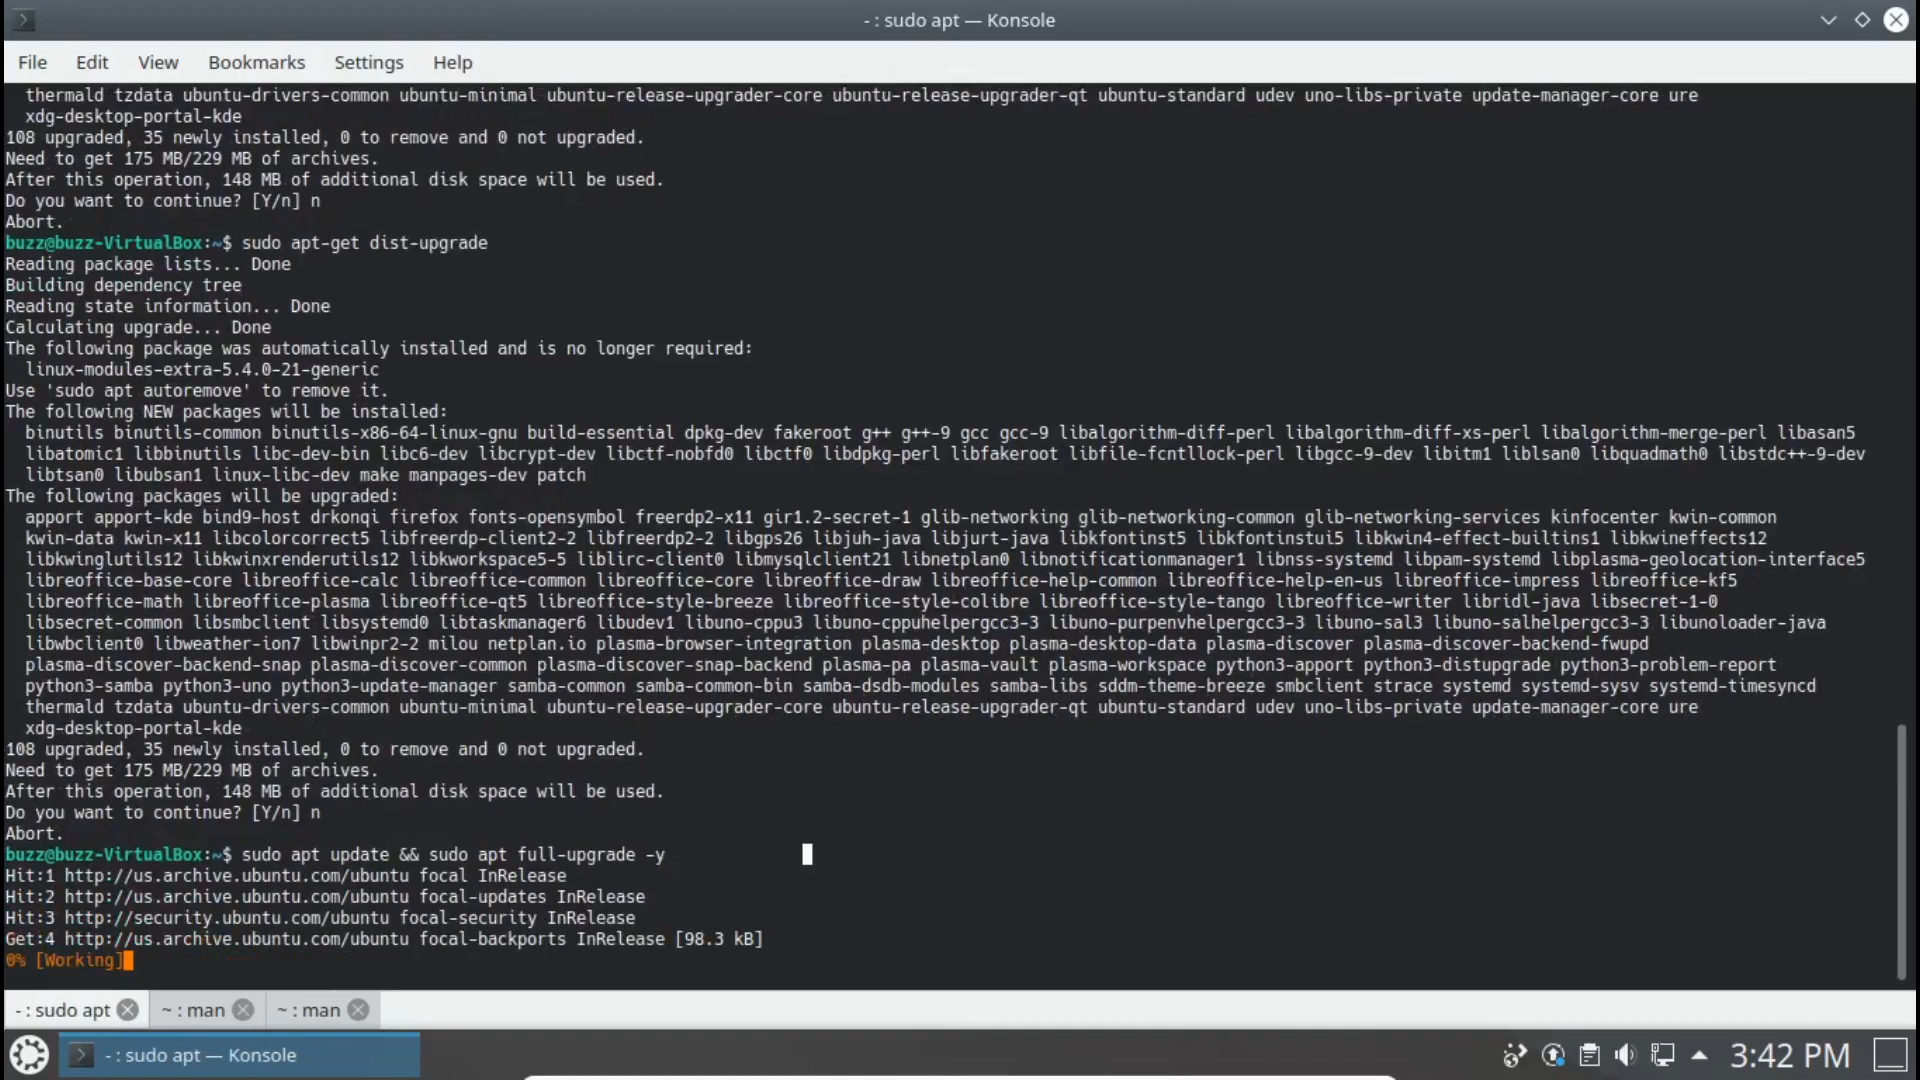 - : sudo apt — Konsole
File Edit View Bookmarks Settings Help
thermald tzdata ubuntu-drivers-common ubuntu-minimal ubuntu-release-upgrader-core ubuntu-release-upgrader-qt ubuntu-standard udev uno-libs-private update-manager-core ure
xdg-desktop-portal-kde
108 upgraded, 35 newly installed, 0 to remove and 0 not upgraded.
Need to get 175 MB/229 MB of archives.
After this operation, 148 MB of additional disk space will be used.
Do you want to continue? [Y/n] n
Abort.
buzz@buzz-VirtualBox:~$ sudo apt-get dist-upgrade
Reading package lists... Done
Building dependency tree
Reading state information... Done
Calculating upgrade... Done
The following package was automatically installed and is no longer required:
linux-modules-extra-5.4.0-21-generic
Use 'sudo apt autoremove' to remove it.
The following NEW packages will be installed:
binutils binutils-common binutils-x86-64-linux-gnu build-essential dpkg-dev fakeroot g++ g++-9 gcc gcc-9 libalgorithm-diff-perl libalgorithm-diff-xs-perl libalgorithm-merge-perl libasan5
libatomic1 libbinutils libc-dev-bin libc6-dev libcrypt-dev libctf-nobfd0 libctf0 libdpkg-perl libfakeroot libfile-fcntllock-perl libgcc-9-dev libitm1 liblsan0 libquadmath0 libstdc++-9-dev
libtsan0 libubsan1 linux-libc-dev make manpages-dev patch
The following packages will be upgraded:
apport apport-kde bind9-host drkonqi firefox fonts-opensymbol freerdp2-x11 gir1.2-secret-1 glib-networking glib-networking-common glib-networking-services kinfocenter kwin-common
kwin-data kwin-x11 libcolorcorrect5 libfreerdp-client2-2 libfreerdp2-2 libgps26 libjuh-java libjurt-java libkfontinst5 libkfontinstui5 libkwin4-effect-builtins1 libkwineffects12
libkwinglutils12 libkwinxrenderutils12 libkworkspace5-5 liblirc-client0 libmysqlclient21 libnetplan0 libnotificationmanager1 libnss-systemd libpam-systemd libplasma-geolocation-interface5
libreoffice-base-core libreoffice-calc libreoffice-common libreoffice-core libreoffice-draw libreoffice-help-common libreoffice-help-en-us libreoffice-impress libreoffice-kf5
libreoffice-math libreoffice-plasma libreoffice-qt5 libreoffice-style-breeze libreoffice-style-colibre libreoffice-style-tango libreoffice-writer libridl-java libsecret-1-0
libsecret-common libsmbclient libsystemd0 libtaskmanager6 libudev1 libuno-cppu3 libuno-cppuhelpergcc3-3 libuno-purpenvhelpergcc3-3 libuno-sal3 libuno-salhelpergcc3-3 libunoloader-java
libwbclient0 libweather-ion7 libwinpr2-2 milou netplan.io plasma-browser-integration plasma-desktop plasma-desktop-data plasma-discover plasma-discover-backend-fwupd
plasma-discover-backend-snap plasma-discover-common plasma-discover-snap-backend plasma-pa plasma-vault plasma-workspace python3-apport python3-distupgrade python3-problem-report
python3-samba python3-uno python3-update-manager samba-common samba-common-bin samba-dsdb-modules samba-libs sddm-theme-breeze smbclient strace systemd systemd-sysv systemd-timesyncd
thermald tzdata ubuntu-drivers-common ubuntu-minimal ubuntu-release-upgrader-core ubuntu-release-upgrader-qt ubuntu-standard udev uno-libs-private update-manager-core ure
xdg-desktop-portal-kde
108 upgraded, 35 newly installed, 0 to remove and 0 not upgraded.
Need to get 175 MB/229 MB of archives.
After this operation, 148 MB of additional disk space will be used.
Do you want to continue? [Y/n] n
Abort.
buzz@buzz-VirtualBox:~$ sudo apt update && sudo apt full-upgrade -y
Hit:1 http://us.archive.ubuntu.com/ubuntu focal InRelease
Hit:2 http://us.archive.ubuntu.com/ubuntu focal-updates InRelease
Hit:3 http://security.ubuntu.com/ubuntu focal-security InRelease
Get:4 http://us.archive.ubuntu.com/ubuntu focal-backports InRelease [98.3 kB]
0% [Working]
- : sudo apt ~ : man ~ : man
- : sudo apt — Konsole 3:42 PM